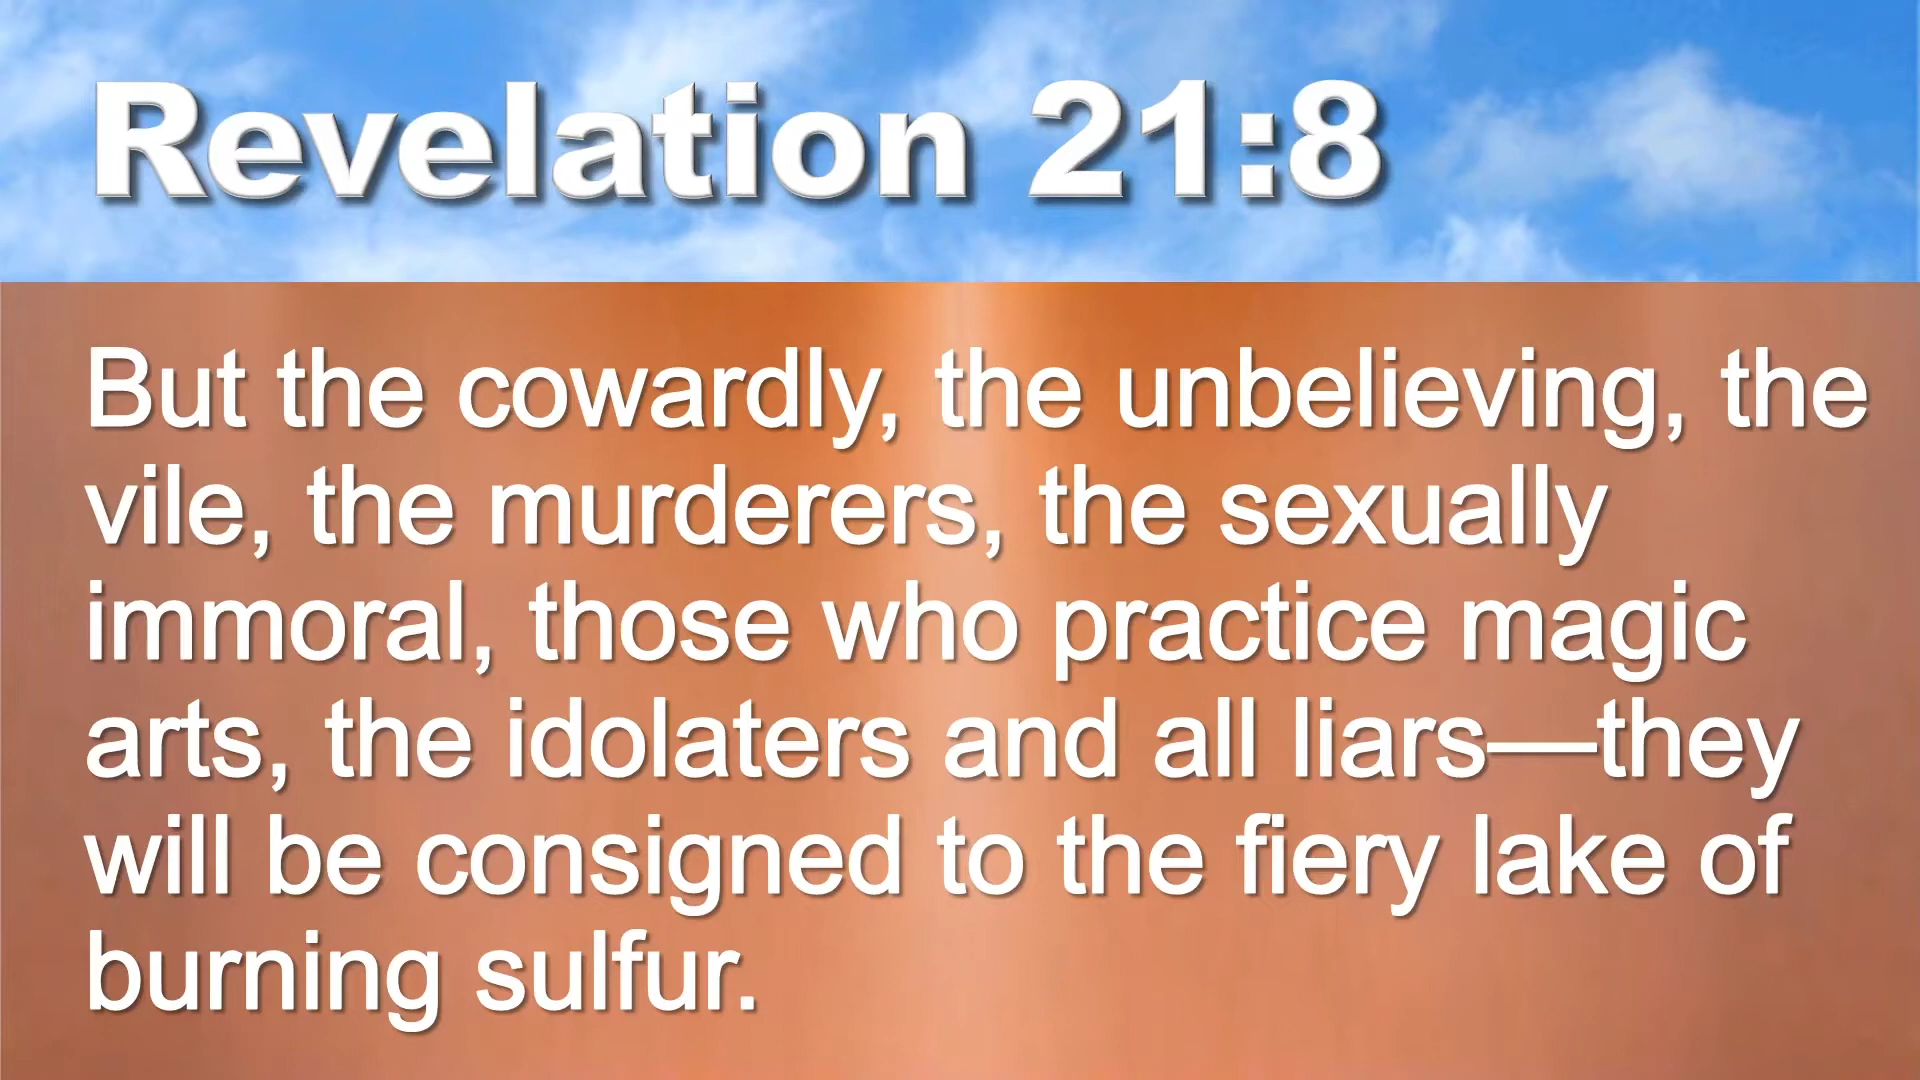 Revelation 21:8
But the cowardly, the unbelieving, the
vile, the murderers, the sexually
immoral, those who practice magic
arts, the idolaters and all liars—they
will be consigned to the fiery lake of
burning sulfur.